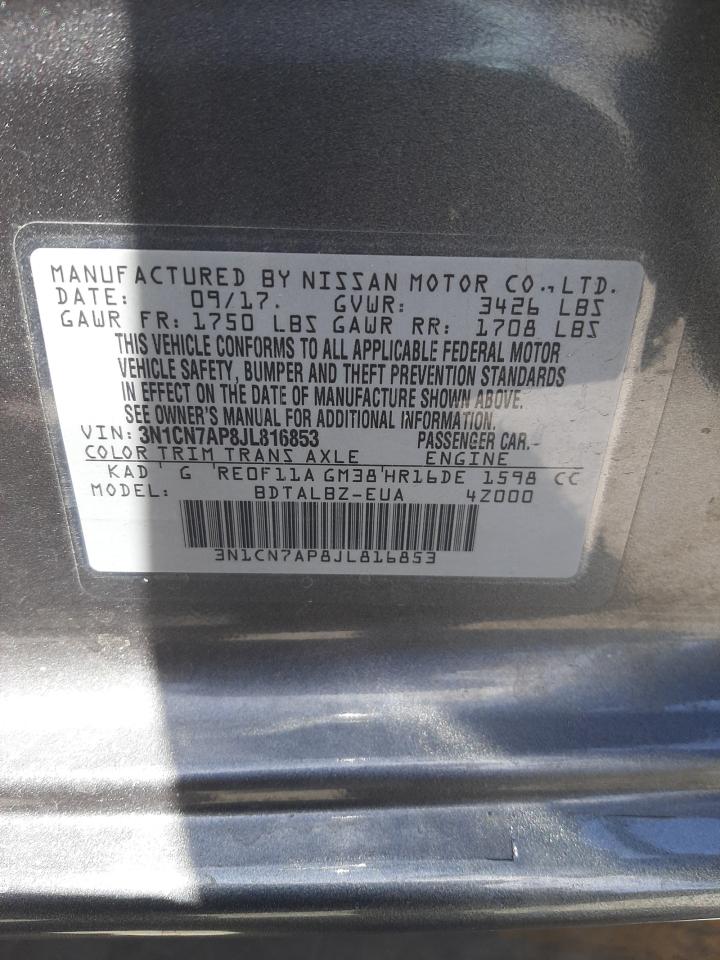 MANUFACTURED BY NISSAN MOTOR CO.,LTD.
DATE: 09/17. GVWR: 3426 LBS
GAWR FR: 1750 LBS GAWR RR: 1708 LBS
THIS VEHICLE CONFORMS TO ALL APPLICABLE FEDERAL MOTOR
VEHICLE SAFETY, BUMPER AND THEFT PREVENTION STANDARDS
IN EFFECT ON THE DATE OF MANUFACTURE SHOWN ABOVE.
SEE OWNER'S MANUAL FOR ADDITIONAL INFORMATION.
VIN: 3N1CN7AP8JL816853 PASSENGER CAR.
COLOR TRIM TRANS AXLE ENGINE
KAD G RE0F11A GM38 HR16DE 1598 CC
MODEL: BDTALBZ-EUA 4Z000
3N1CN7AP8JL816853